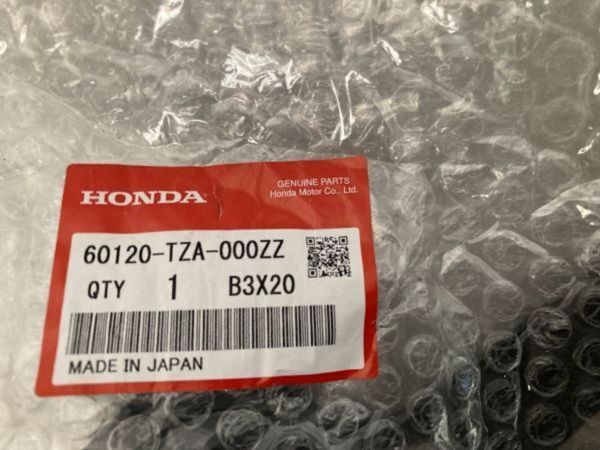 HONDA
GENUINE PARTS
Honda Motor Co., Ltd.
60120-TZA-000ZZ
QTY 1 B3X20
MADE IN JAPAN